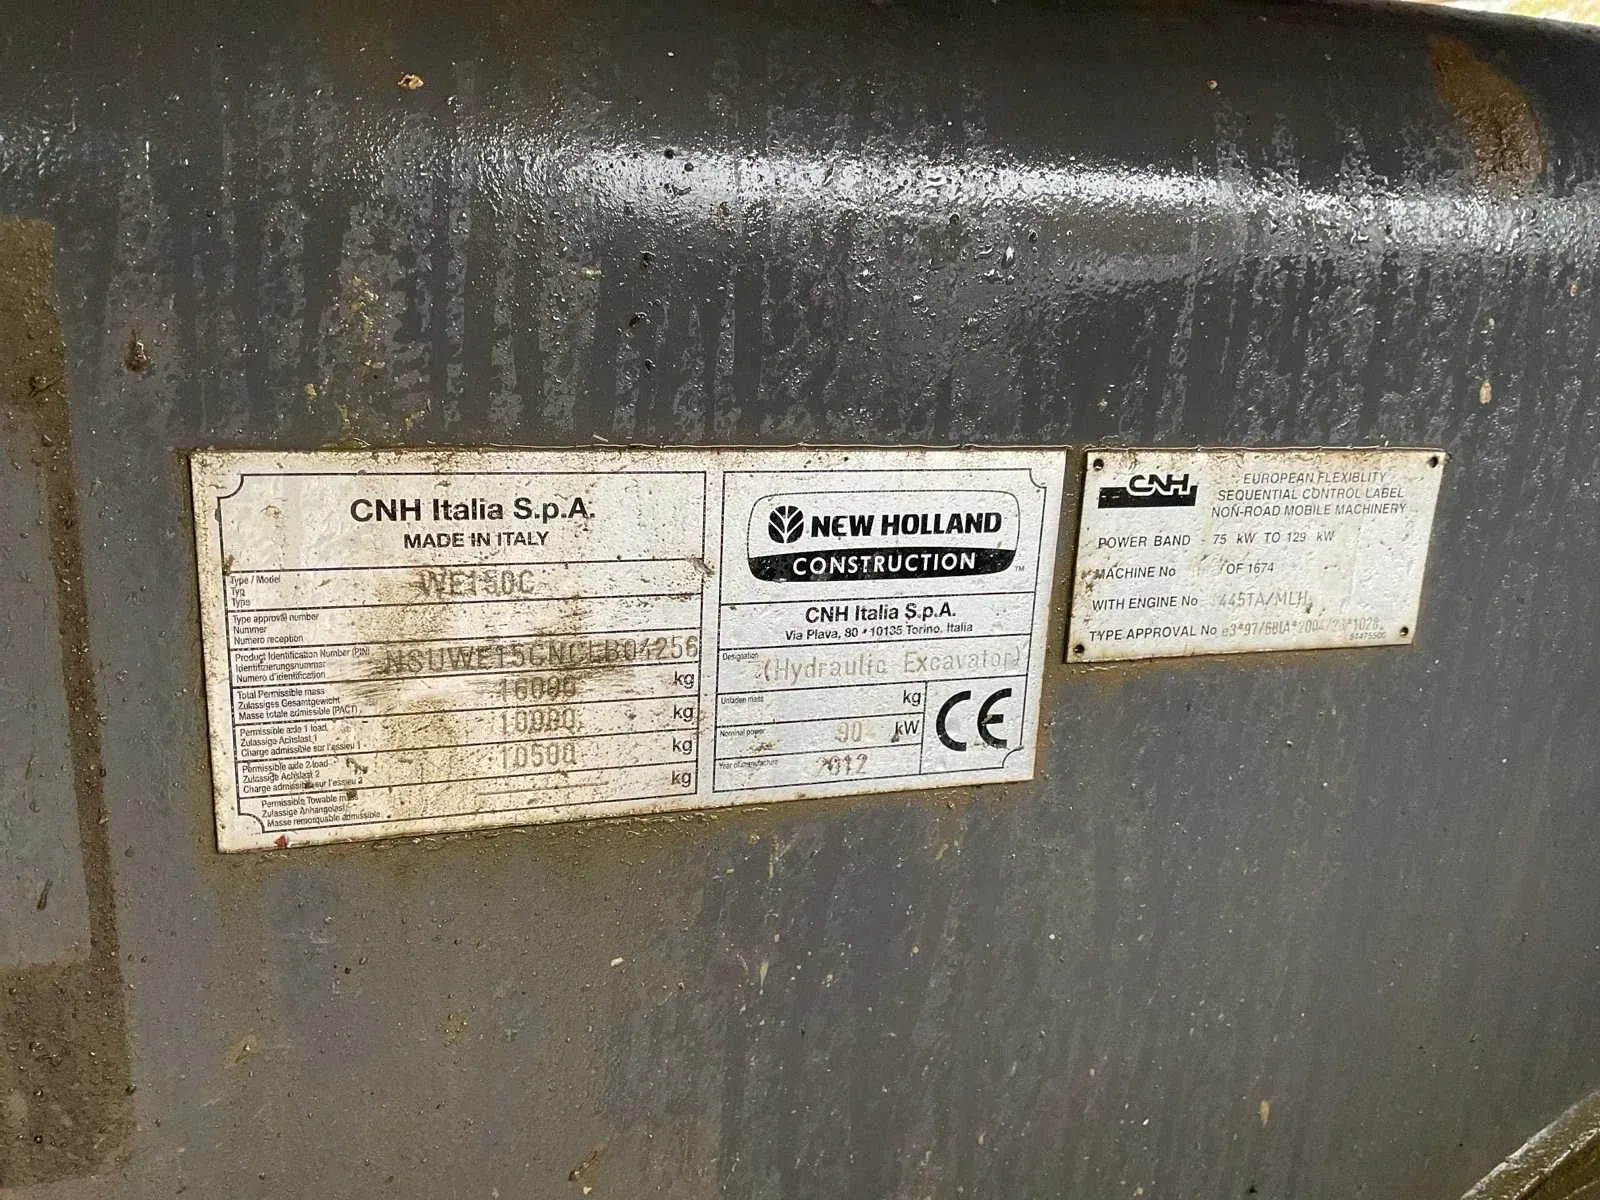 CNH Italia S.p.A.
MADE IN ITALY
Type / Model
Typ
Type
WE150C
Type approval number
Nummer
Numero reception
Product Identification Number (PIN)
Identifizierungsnummer
Numero d'identification
NSUWE15CNCLB04256
Total Permissible mass
Zulässiges Gesamtgewicht
Masse totale admissible (PACT)
16000 kg
Permissible axle 1 load
Zulassige Achslast 1
Charge admissible sur l'essieu 1
10000 kg
Permissible axle 2 load
Zulassige Achslast 2
Charge admissible sur l'essieu 2
10500 kg
Permissible Towable mass
Zulassige Anhangolast
Masse remorquable admissible
kg
NEW HOLLAND
CONSTRUCTION
TM
CNH Italia S.p.A.
Via Plava, 80 • 10135 Torino. Italia
Designation
(Hydraulic Excavator)
Unladen mass kg
Nominal power 90 kW
Year of manufacture 2012
CE
CNH
EUROPEAN FLEXIBLITY
SEQUENTIAL CONTROL LABEL
NON-ROAD MOBILE MACHINERY
POWER BAND - 75 kW TO 129 kW
MACHINE No OF 1674
WITH ENGINE No 445TA/MLH
TYPE APPROVAL No